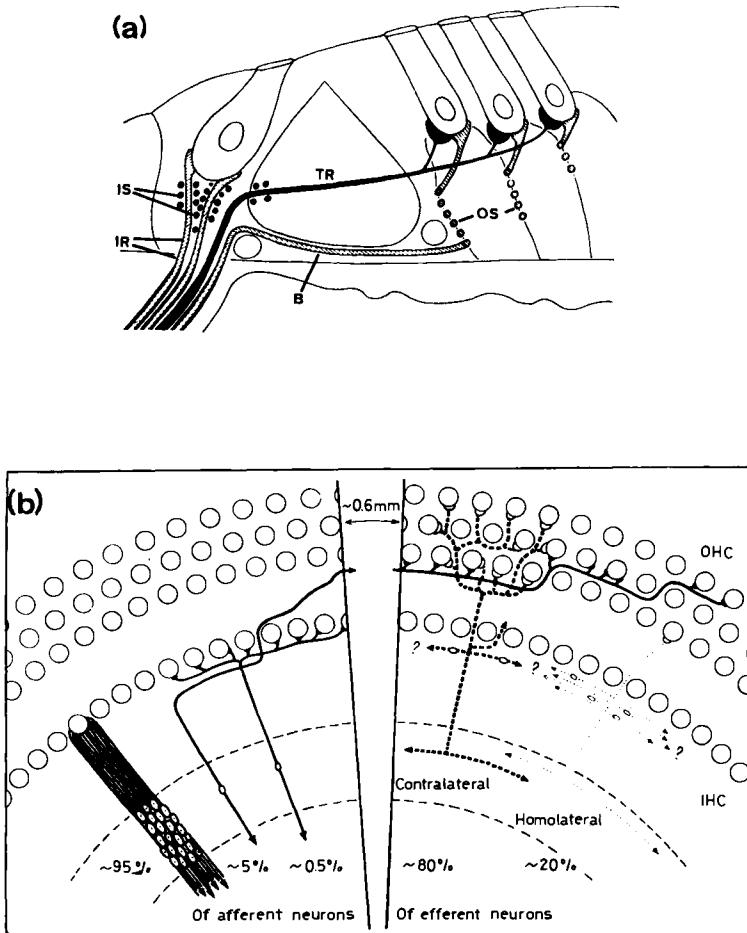 (a)
IS
IR
TR
OS
B
(b)
~0.6mm
OHC
?
?
?
Contralateral
Homolateral
IHC
~95%
~5%
~0.5%
~80%
~20%
Of afferent neurons
Of efferent neurons